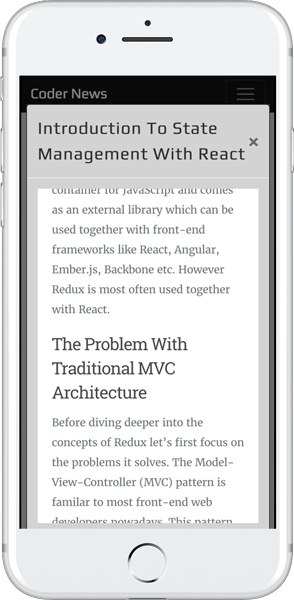 Coder News
Introduction To State
Management With React
×
container for JavaScript and comes
as an external library which can be
used together with front-end
frameworks like React, Angular,
Ember.js, Backbone etc. However
Redux is most often used together
with React.
The Problem With
Traditional MVC
Architecture
Before diving deeper into the
concepts of Redux let's first focus on
the problems it solves. The Model-
View-Controller (MVC) pattern is
familar to most front-end web
developers nowadays. This pattern